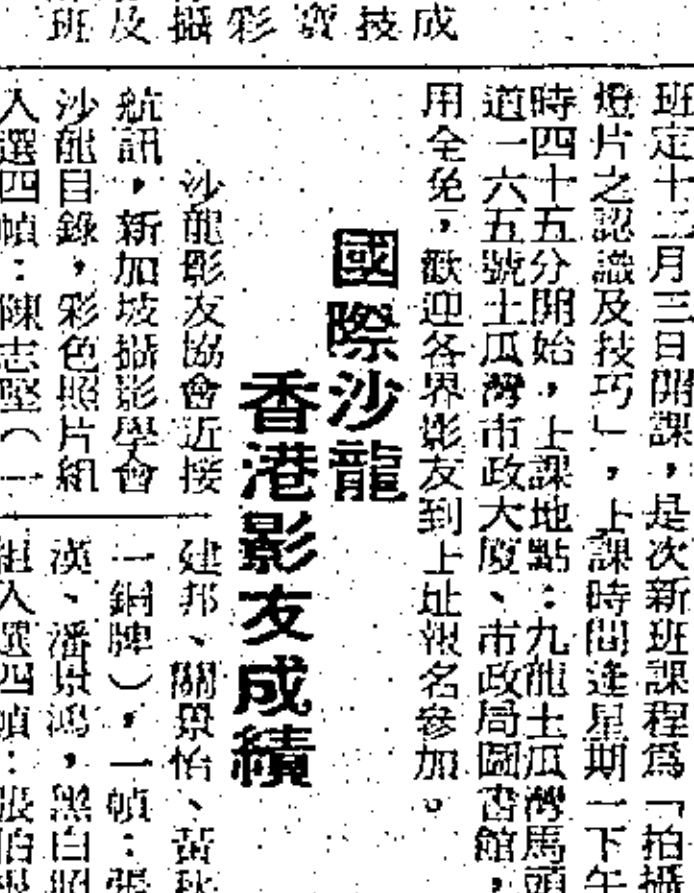 班及攝彩賓技成
班定十二月三日開課，是次新班課程爲「拍攝
燈片之認識及技巧」，上課時間逢星期一下午
時四十五分開始，上課地點：九龍土瓜灣馬頭
道一六五號土瓜灣市政大廈、市政局圖書館，
用全免，歡迎各界影友到上址報名參加。
國際沙龍
香港影友成績
沙龍影友協會近接
航訊，新加坡攝影學會
沙龍目錄，彩色照片組
入選四幀：陳志堅（一
建邦、關景怡、黃秋
一銅牌），一幀：張
漢、潘景鴻，黑白照
組入選四幀：張伯